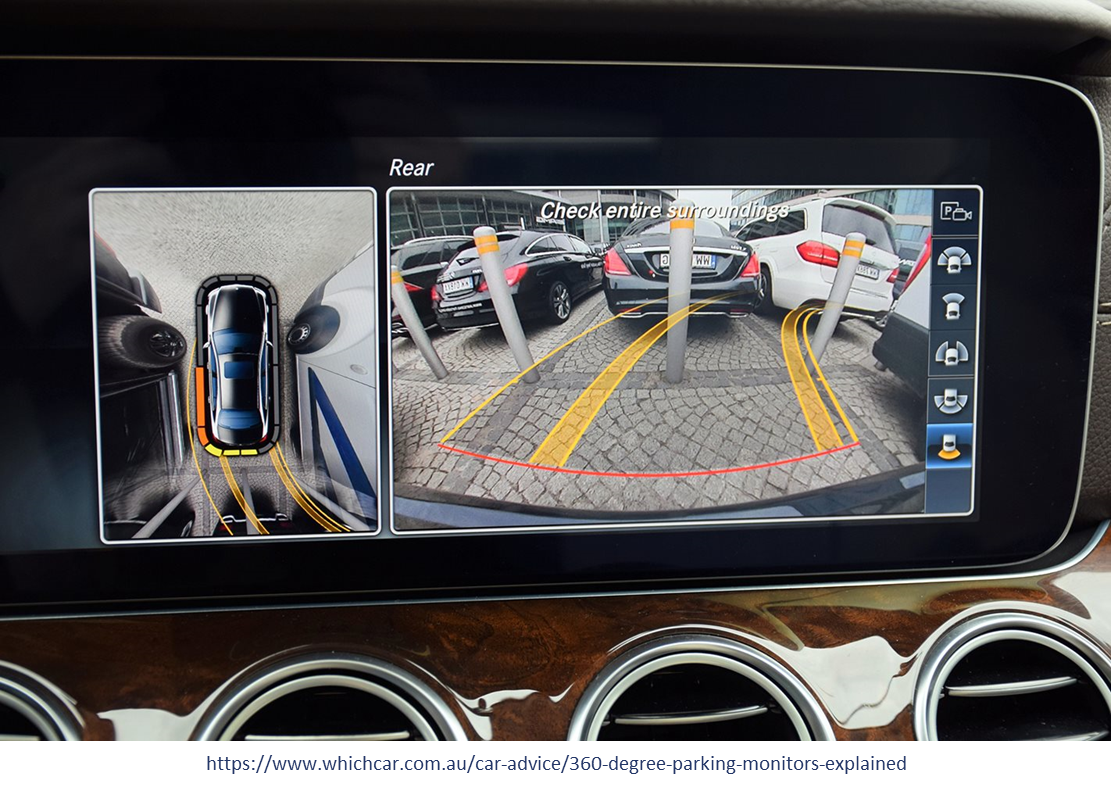 Rear
Check entire surroundings
P
https://www.whichcar.com.au/car-advice/360-degree-parking-monitors-explained